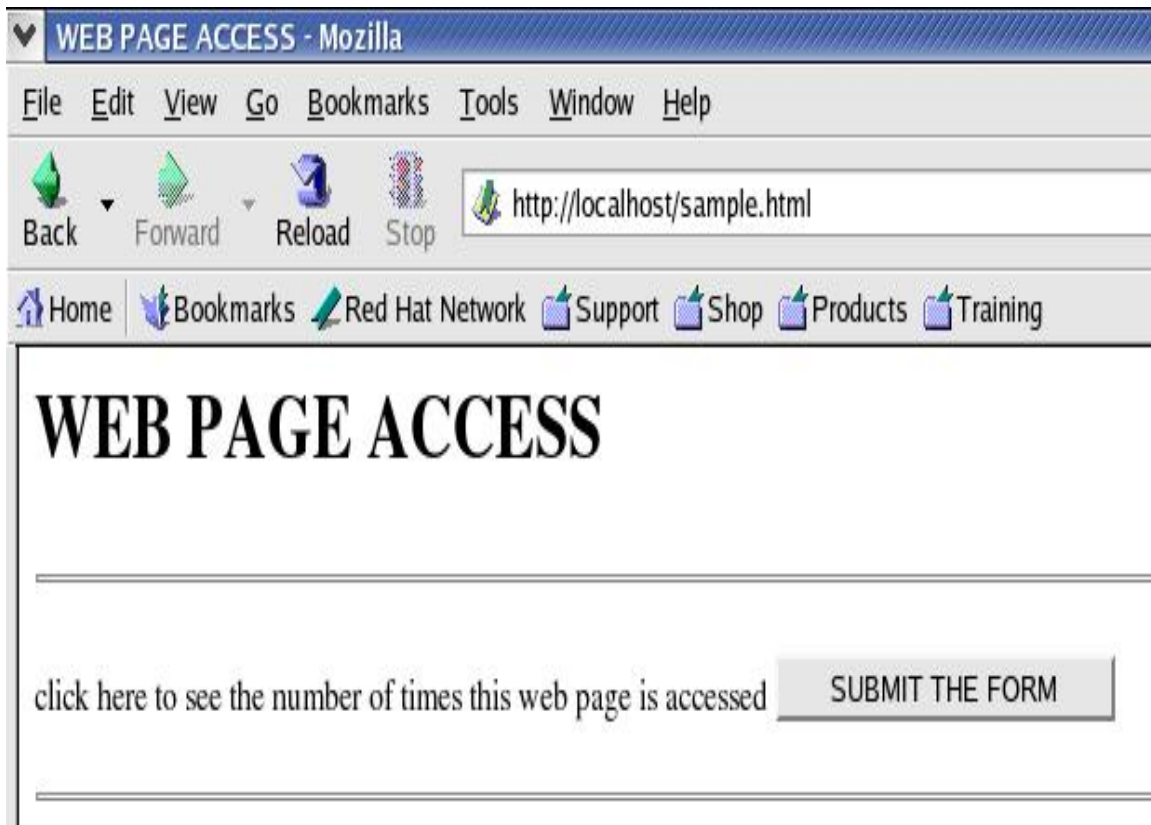 WEB PAGE ACCESS - Mozilla
File Edit View Go Bookmarks Tools Window Help
Back Forward Reload Stop http://localhost/sample.html
Home Bookmarks Red Hat Network Support Shop Products Training
WEB PAGE ACCESS
click here to see the number of times this web page is accessed SUBMIT THE FORM